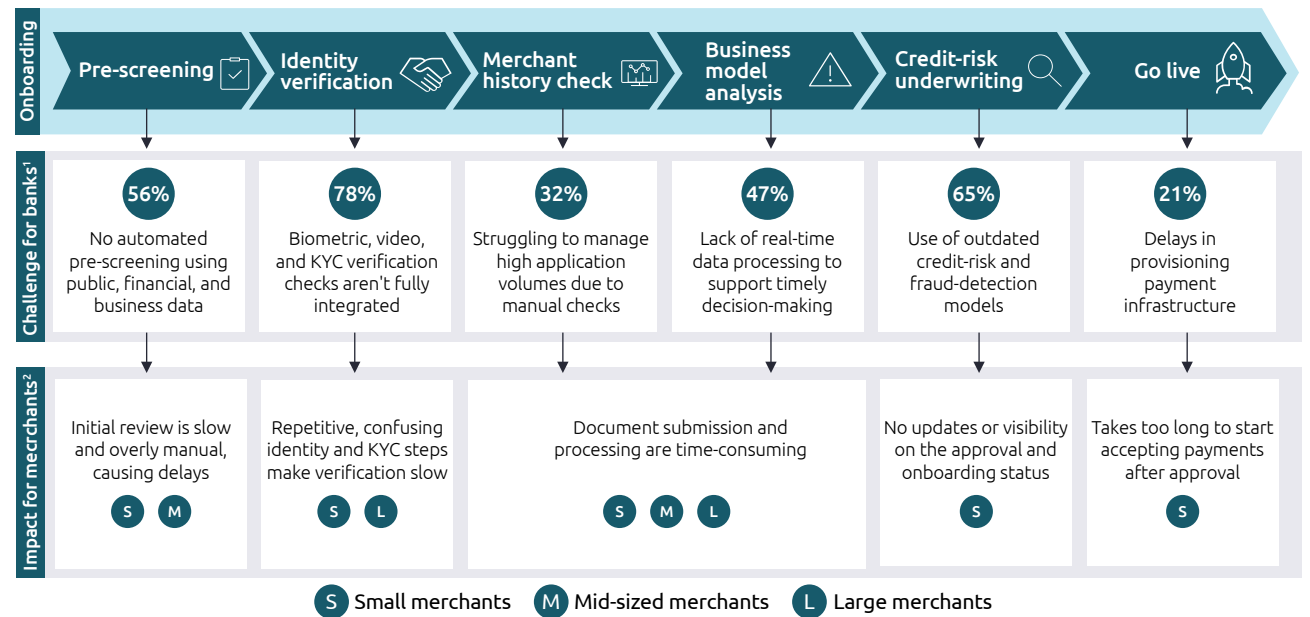 Onboarding
Pre-screening
Identity
verification
Merchant
history check
Business
model
analysis
Credit-risk
underwriting
Go live
Challenge for banks1
56%
No automated
pre-screening using
public, financial, and
business data
78%
Biometric, video,
and KYC verification
checks aren't fully
integrated
32%
Struggling to manage
high application
volumes due to
manual checks
47%
Lack of real-time
data processing to
support timely
decision-making
65%
Use of outdated
credit-risk and
fraud-detection
models
21%
Delays in
provisioning
payment
infrastructure
Impact for mecrchants2
Initial review is slow
and overly manual,
causing delays
S M
Repetitive, confusing
identity and KYC steps
make verification slow
S L
Document submission and
processing are time-consuming
S M L
No updates or visibility
on the approval and
onboarding status
S
Takes too long to start
accepting payments
after approval
S
S Small merchants M Mid-sized merchants L Large merchants